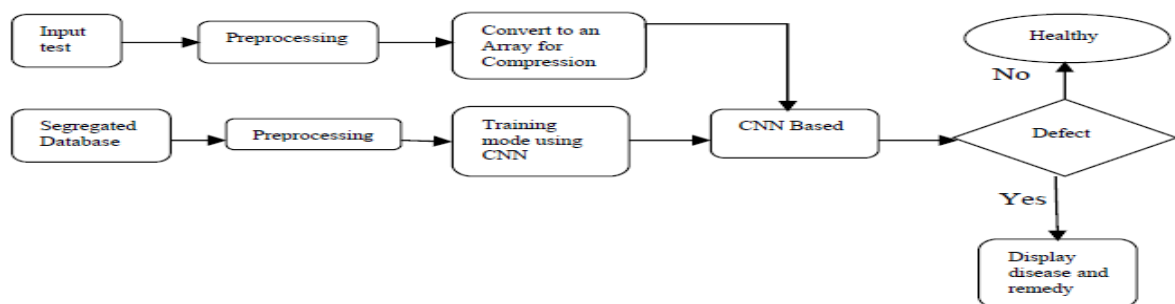 Input
test
Preprocessing
Convert to an
Array for
Compression
Healthy
No
Segregated
Database
Preprocessing
Training
mode using
CNN
CNN Based
Defect
Yes
Display
disease and
remedy